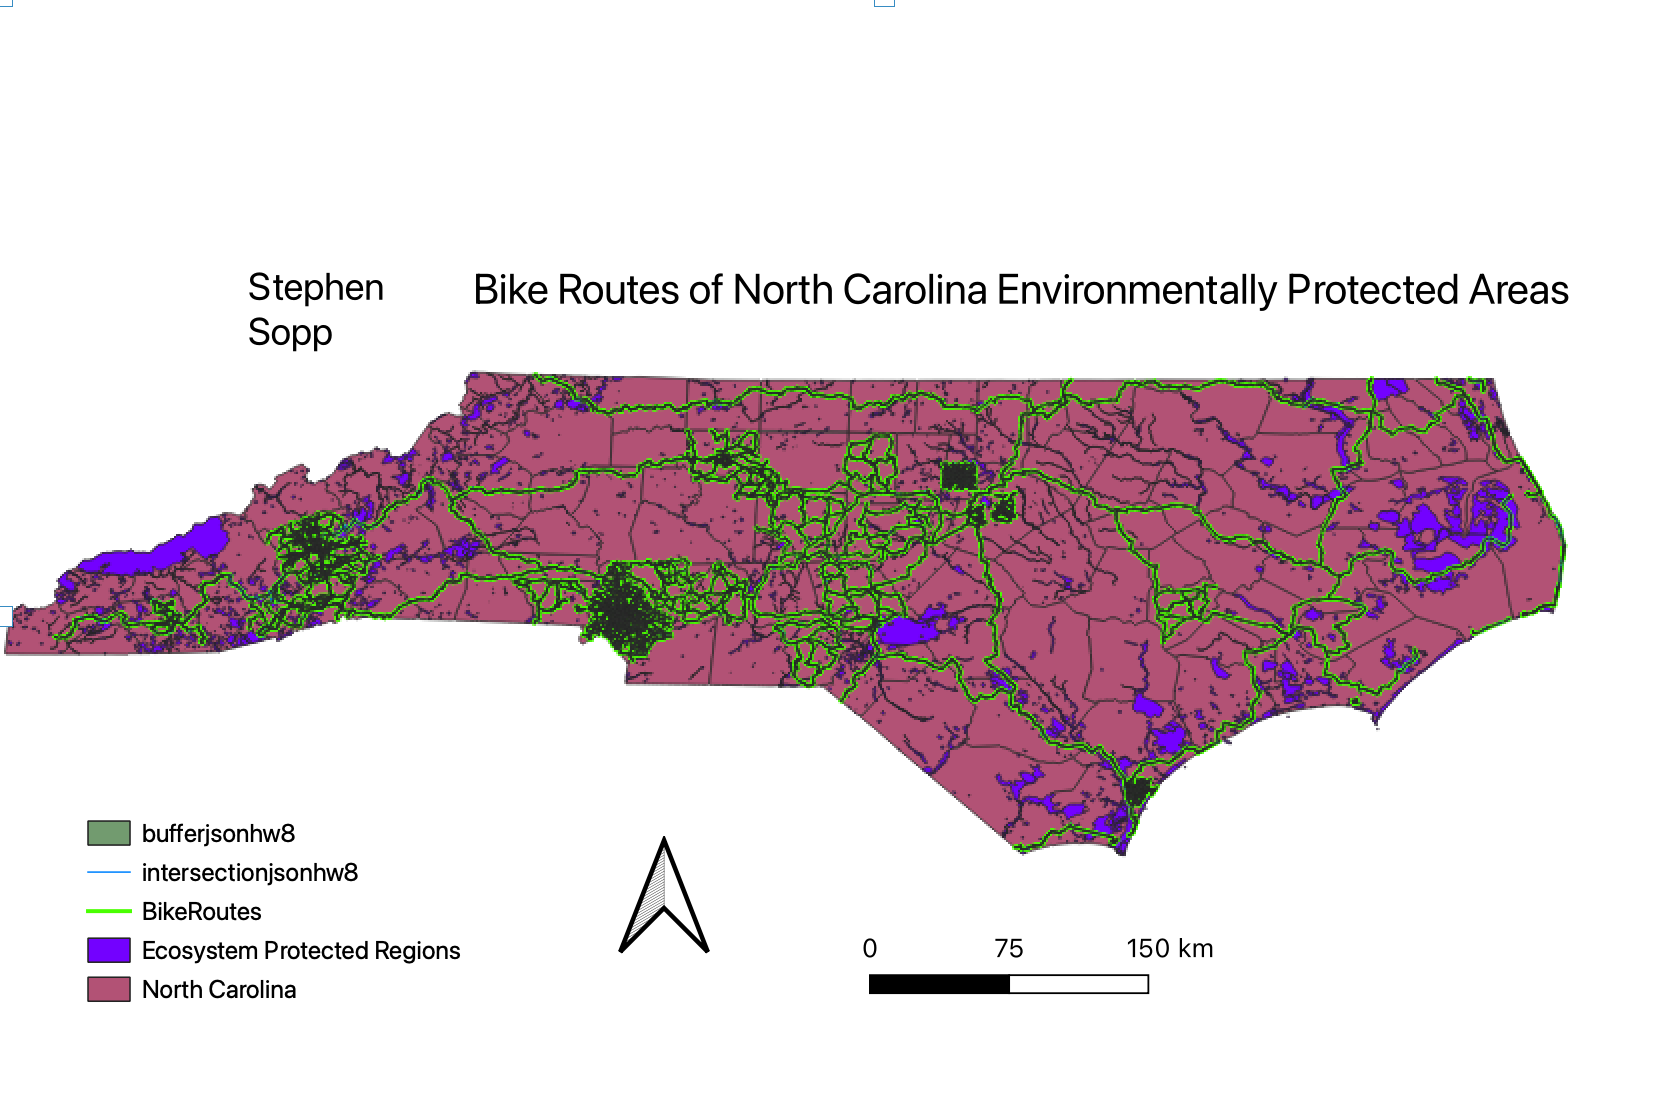 Stephen
Sopp
Bike Routes of North Carolina Environmentally Protected Areas
bufferjsonhw8
intersectionjsonhw8
BikeRoutes
Ecosystem Protected Regions
North Carolina
0 75 150 km